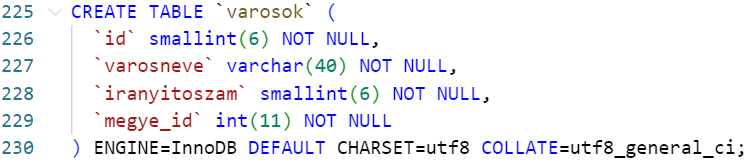 225 CREATE TABLE `varosok` (
226 `id` smallint(6) NOT NULL,
227 `varosneve` varchar(40) NOT NULL,
228 `iranyitoszam` smallint(6) NOT NULL,
229 `megye_id` int(11) NOT NULL
230 ) ENGINE=InnoDB DEFAULT CHARSET=utf8 COLLATE=utf8_general_ci;